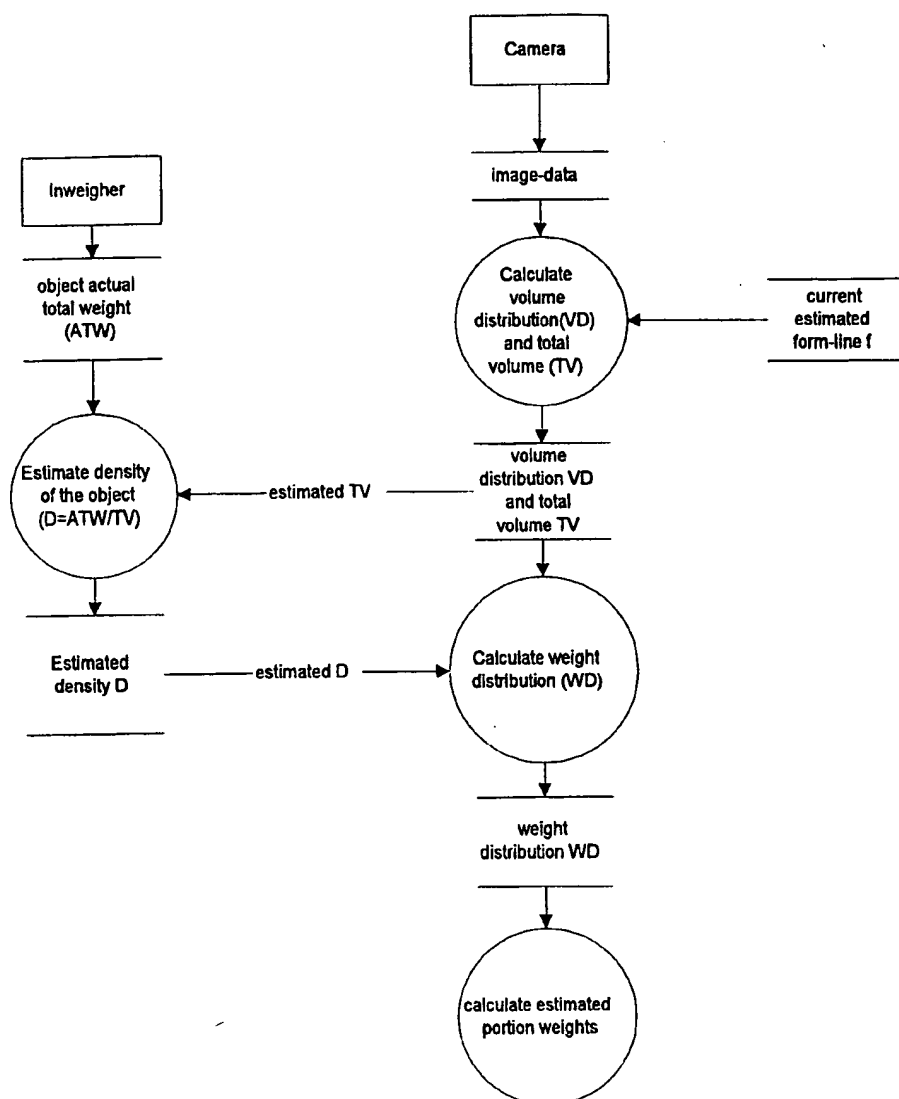 Camera
image-data
Inweigher
object actual
total weight
(ATW)
Calculate
volume
distribution(VD)
and total
volume (TV)
current
estimated
form-line f
Estimate density
of the object
(D=ATW/TV)
estimated TV
volume
distribution VD
and total
volume TV
Estimated
density D
estimated D
Calculate weight
distribution (WD)
weight
distribution WD
calculate estimated
portion weights